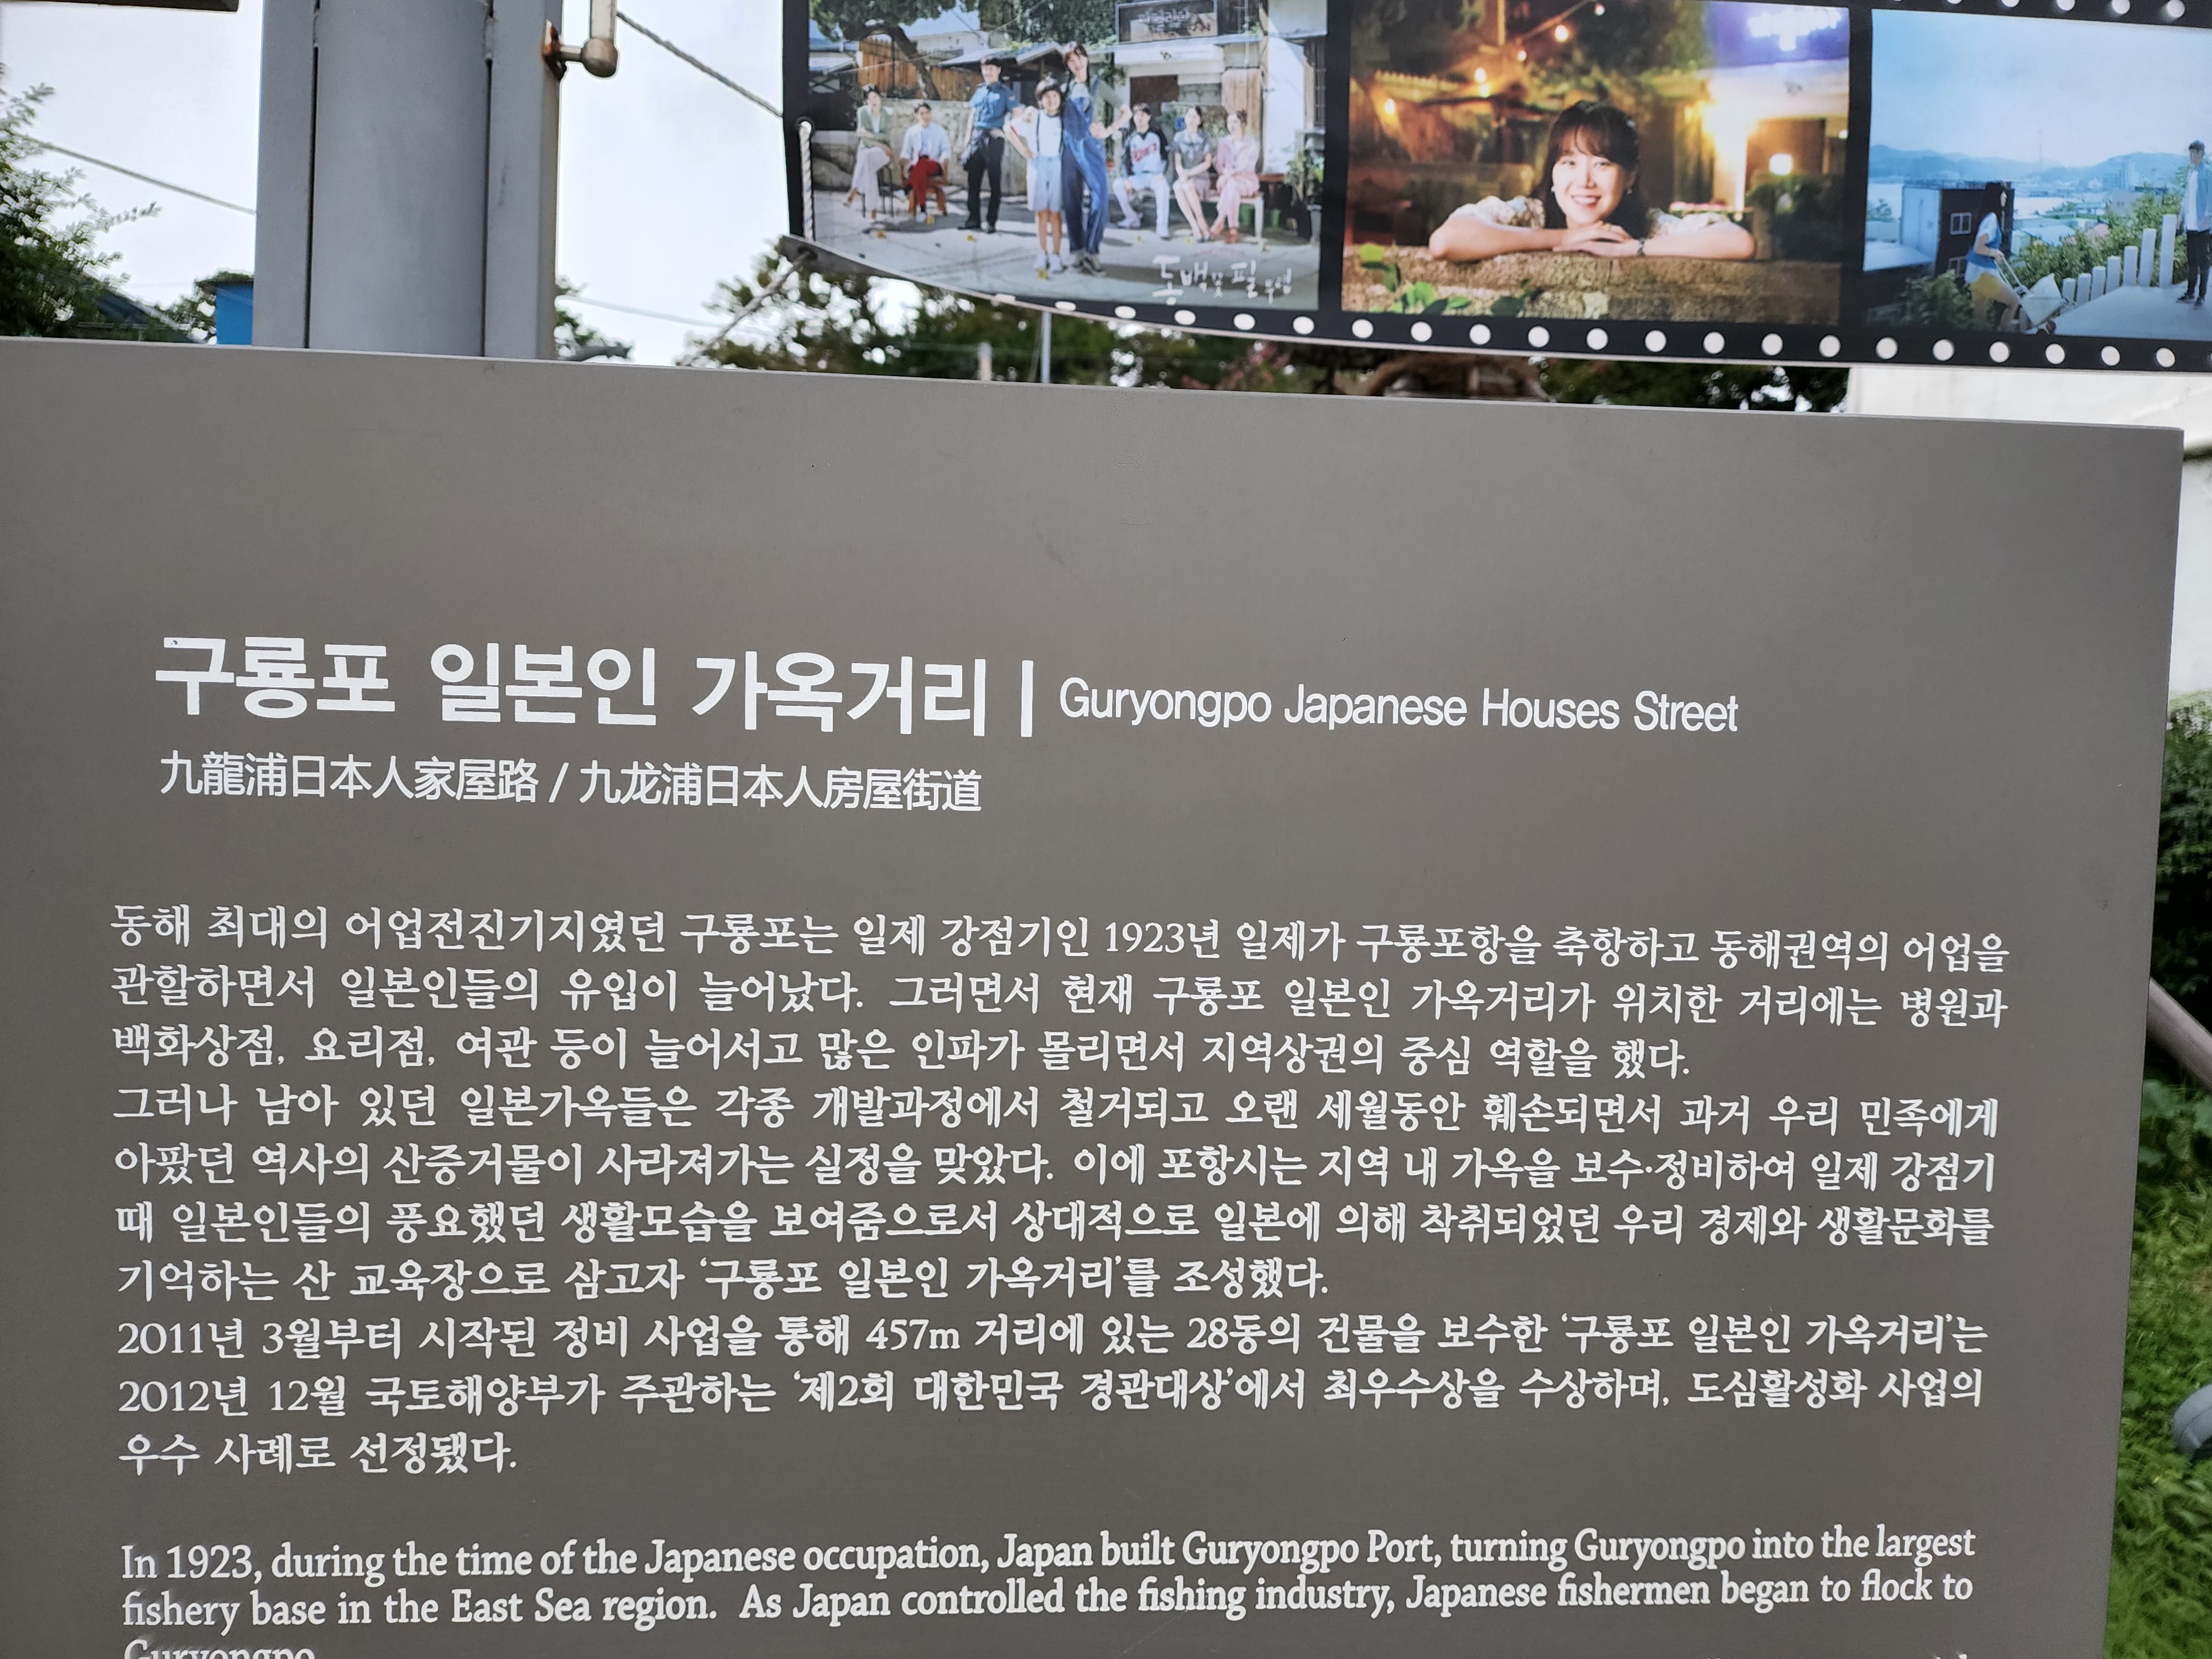 동백꽃 필 무렵
구룡포 일본인 가옥거리 | Guryongpo Japanese Houses Street
九龍浦日本人家屋路 / 九龙浦日本人房屋街道
동해 최대의 어업전진기지였던 구룡포는 일제 강점기인 1923년 일제가 구룡포항을 축항하고 동해권역의 어업을
관할하면서 일본인들의 유입이 늘어났다. 그러면서 현재 구룡포 일본인 가옥거리가 위치한 거리에는 병원과
백화상점, 요리점, 여관 등이 늘어서고 많은 인파가 몰리면서 지역상권의 중심 역할을 했다.
그러나 남아 있던 일본가옥들은 각종 개발과정에서 철거되고 오랜 세월동안 훼손되면서 과거 우리 민족에게
아팠던 역사의 산증거물이 사라져가는 실정을 맞았다. 이에 포항시는 지역 내 가옥을 보수·정비하여 일제 강점기
때 일본인들의 풍요했던 생활모습을 보여줌으로서 상대적으로 일본에 의해 착취되었던 우리 경제와 생활문화를
기억하는 산 교육장으로 삼고자 ‘구룡포 일본인 가옥거리’를 조성했다.
2011년 3월부터 시작된 정비 사업을 통해 457m 거리에 있는 28동의 건물을 보수한 ‘구룡포 일본인 가옥거리’는
2012년 12월 국토해양부가 주관하는 ‘제2회 대한민국 경관대상’에서 최우수상을 수상하며, 도심활성화 사업의
우수 사례로 선정됐다.
In 1923, during the time of the Japanese occupation, Japan built Guryongpo Port, turning Guryongpo into the largest
fishery base in the East Sea region. As Japan controlled the fishing industry, Japanese fishermen began to flock to
Guryongpo